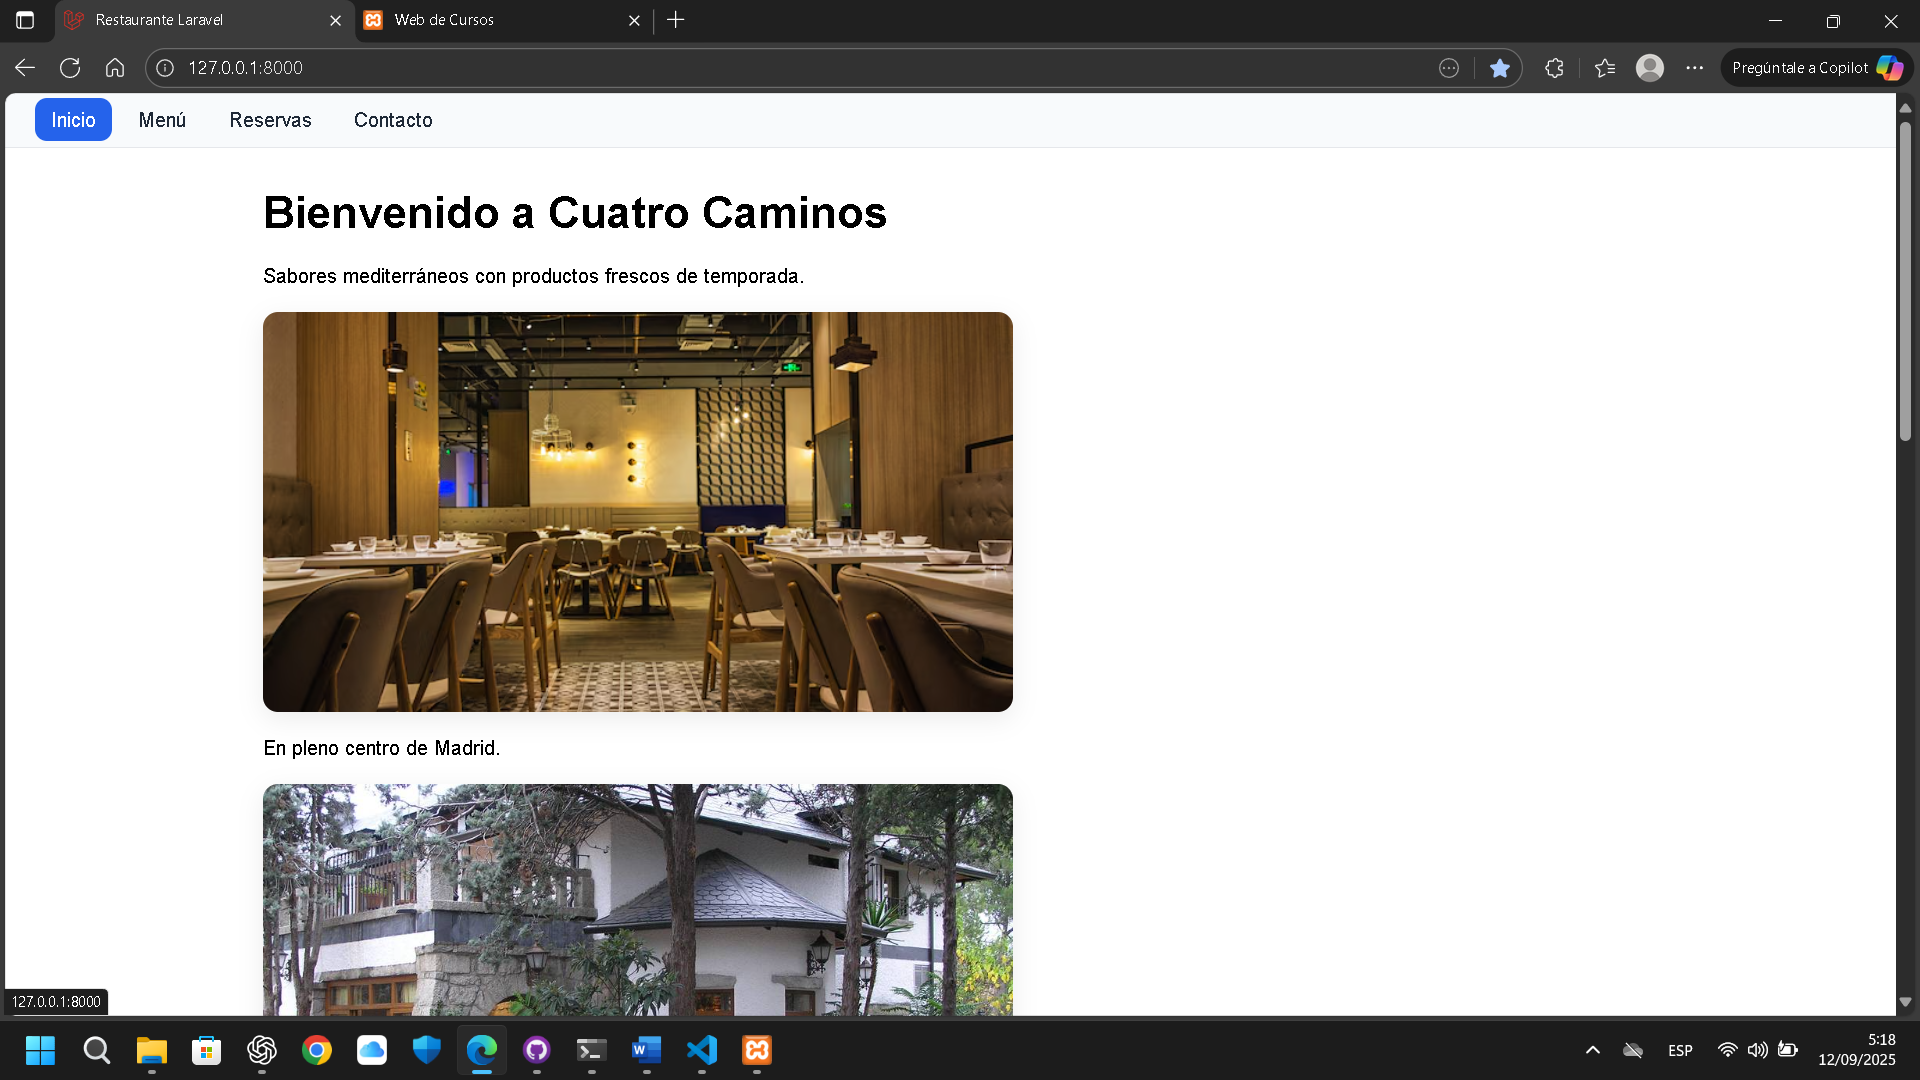 Restaurante Laravel
Web de Cursos
127.0.0.1:8000
Pregúntale a Copilot
Inicio
Menú
Reservas
Contacto
Bienvenido a Cuatro Caminos
Sabores mediterráneos con productos frescos de temporada.
En pleno centro de Madrid.
127.0.0.1:8000
ESP
5:18
12/09/2025